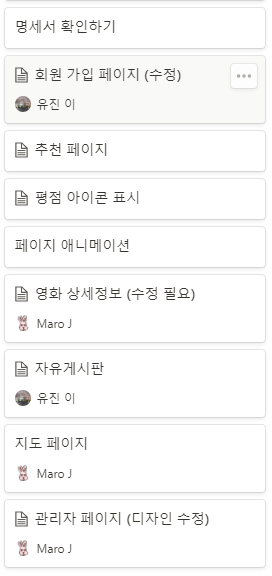 명세서 확인하기
회원 가입 페이지 (수정)
유진 이
추천 페이지
평점 아이콘 표시
페이지 애니메이션
영화 상세정보 (수정 필요)
Maro J
자유게시판
유진 이
지도 페이지
Maro J
관리자 페이지 (디자인 수정)
Maro J